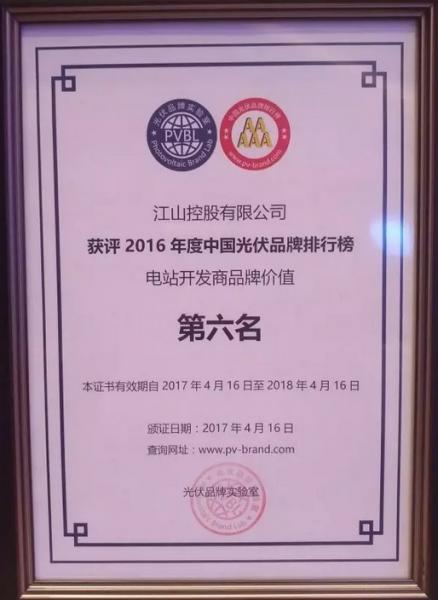 光伏品牌实验室
PVBL
Photovoltaic Brand Lab
中国光伏品牌排行榜
AA
AAA
www.pv-brand.com
江山控股有限公司
获评 2016 年度中国光伏品牌排行榜
电站开发商品牌价值
第六名
本证书有效期自 2017 年 4 月 16 日至 2018 年 4 月 16 日
颁证日期：2017 年 4 月 16 日
查询网址：www.pv-brand.com
光伏品牌实验室